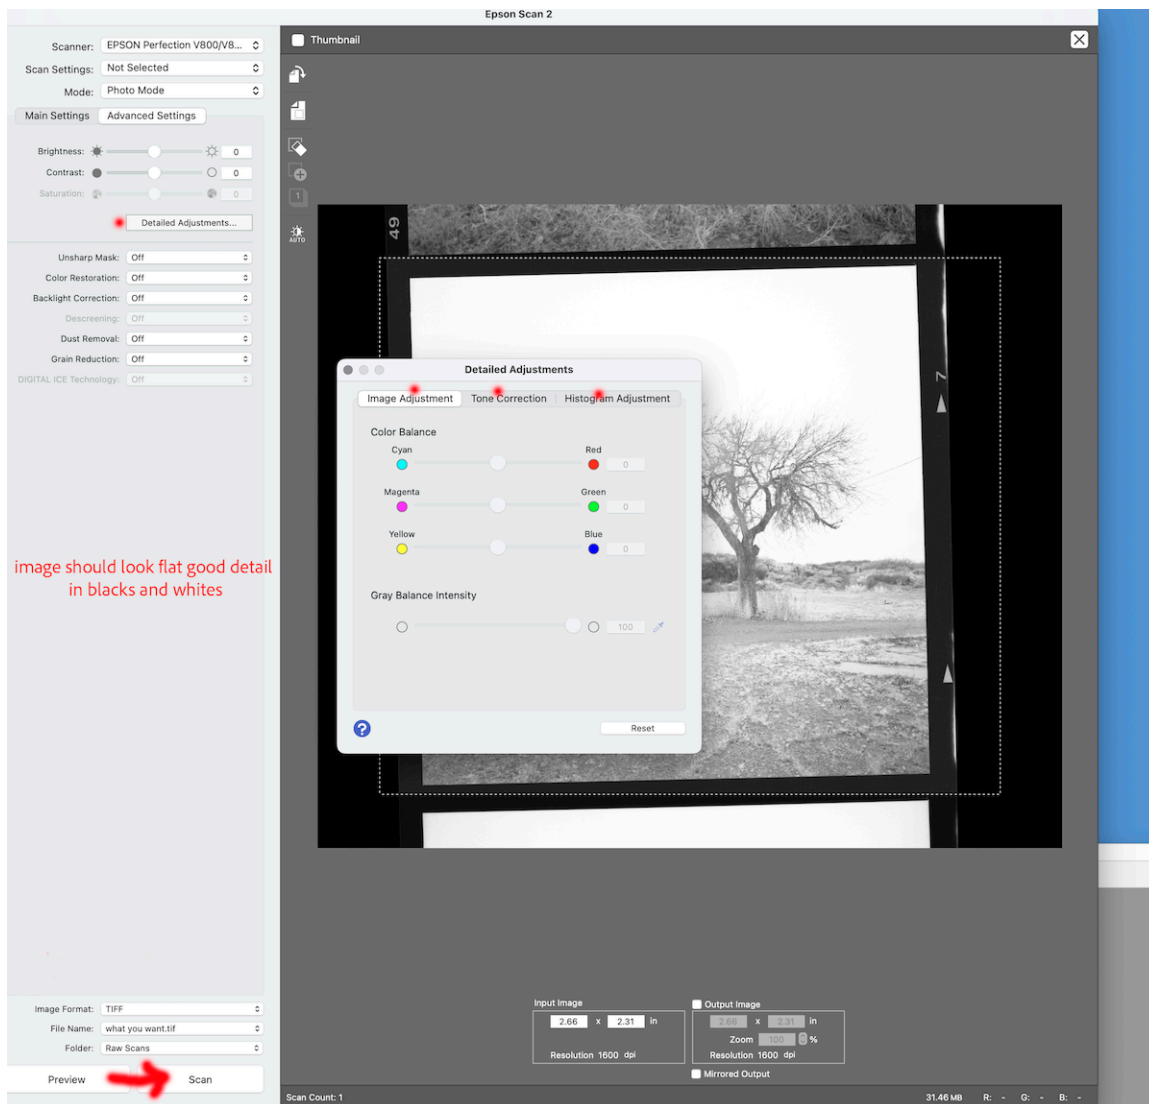 Epson Scan 2
Scanner: EPSON Perfection V800/V8...
Scan Settings: Not Selected
Mode: Photo Mode
Main Settings Advanced Settings
Brightness: 0
Contrast: 0
Saturation: 0
Detailed Adjustments...
Unsharp Mask: Off
Color Restoration: Off
Backlight Correction: Off
Descreening: Off
Dust Removal: Off
Grain Reduction: Off
DIGITAL ICE Technology: Off
image should look flat good detail
in blacks and whites
Image Format: TIFF
File Name: what you want.tif
Folder: Raw Scans
Preview Scan
Thumbnail
1
AUTO
49
7
Detailed Adjustments
Image Adjustment Tone Correction Histogram Adjustment
Color Balance
Cyan Red
0
Magenta Green
0
Yellow Blue
0
Gray Balance Intensity
100
?
Reset
Input Image
2.66 x 2.31 in
Resolution 1600 dpi
Output Image
2.66 x 2.31 in
Zoom 100 %
Resolution 1600 dpi
Mirrored Output
Scan Count: 1
31.46 MB R: - G: - B: -